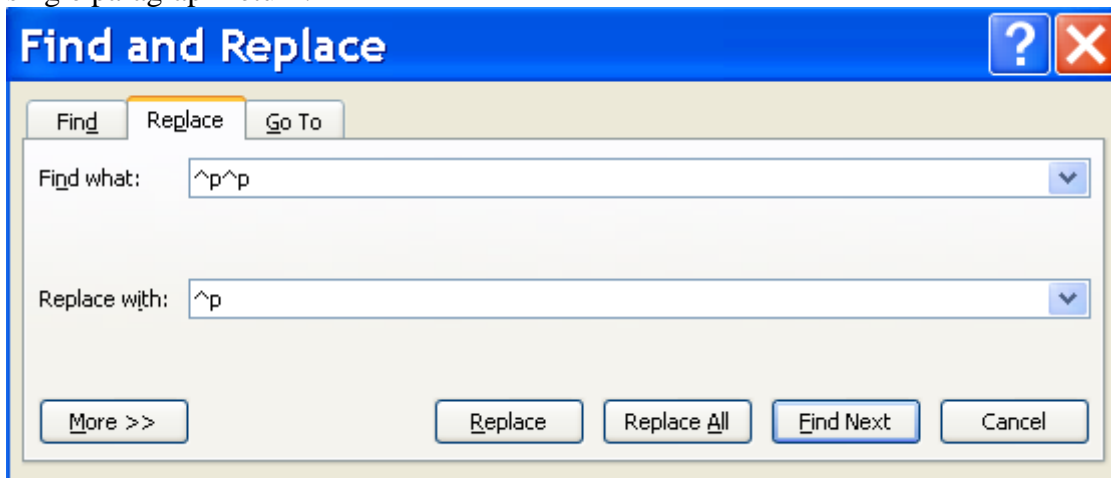 Find and Replace
Find Replace Go To
Find what: ^p^p
Replace with: ^p
More >> Replace Replace All Find Next Cancel